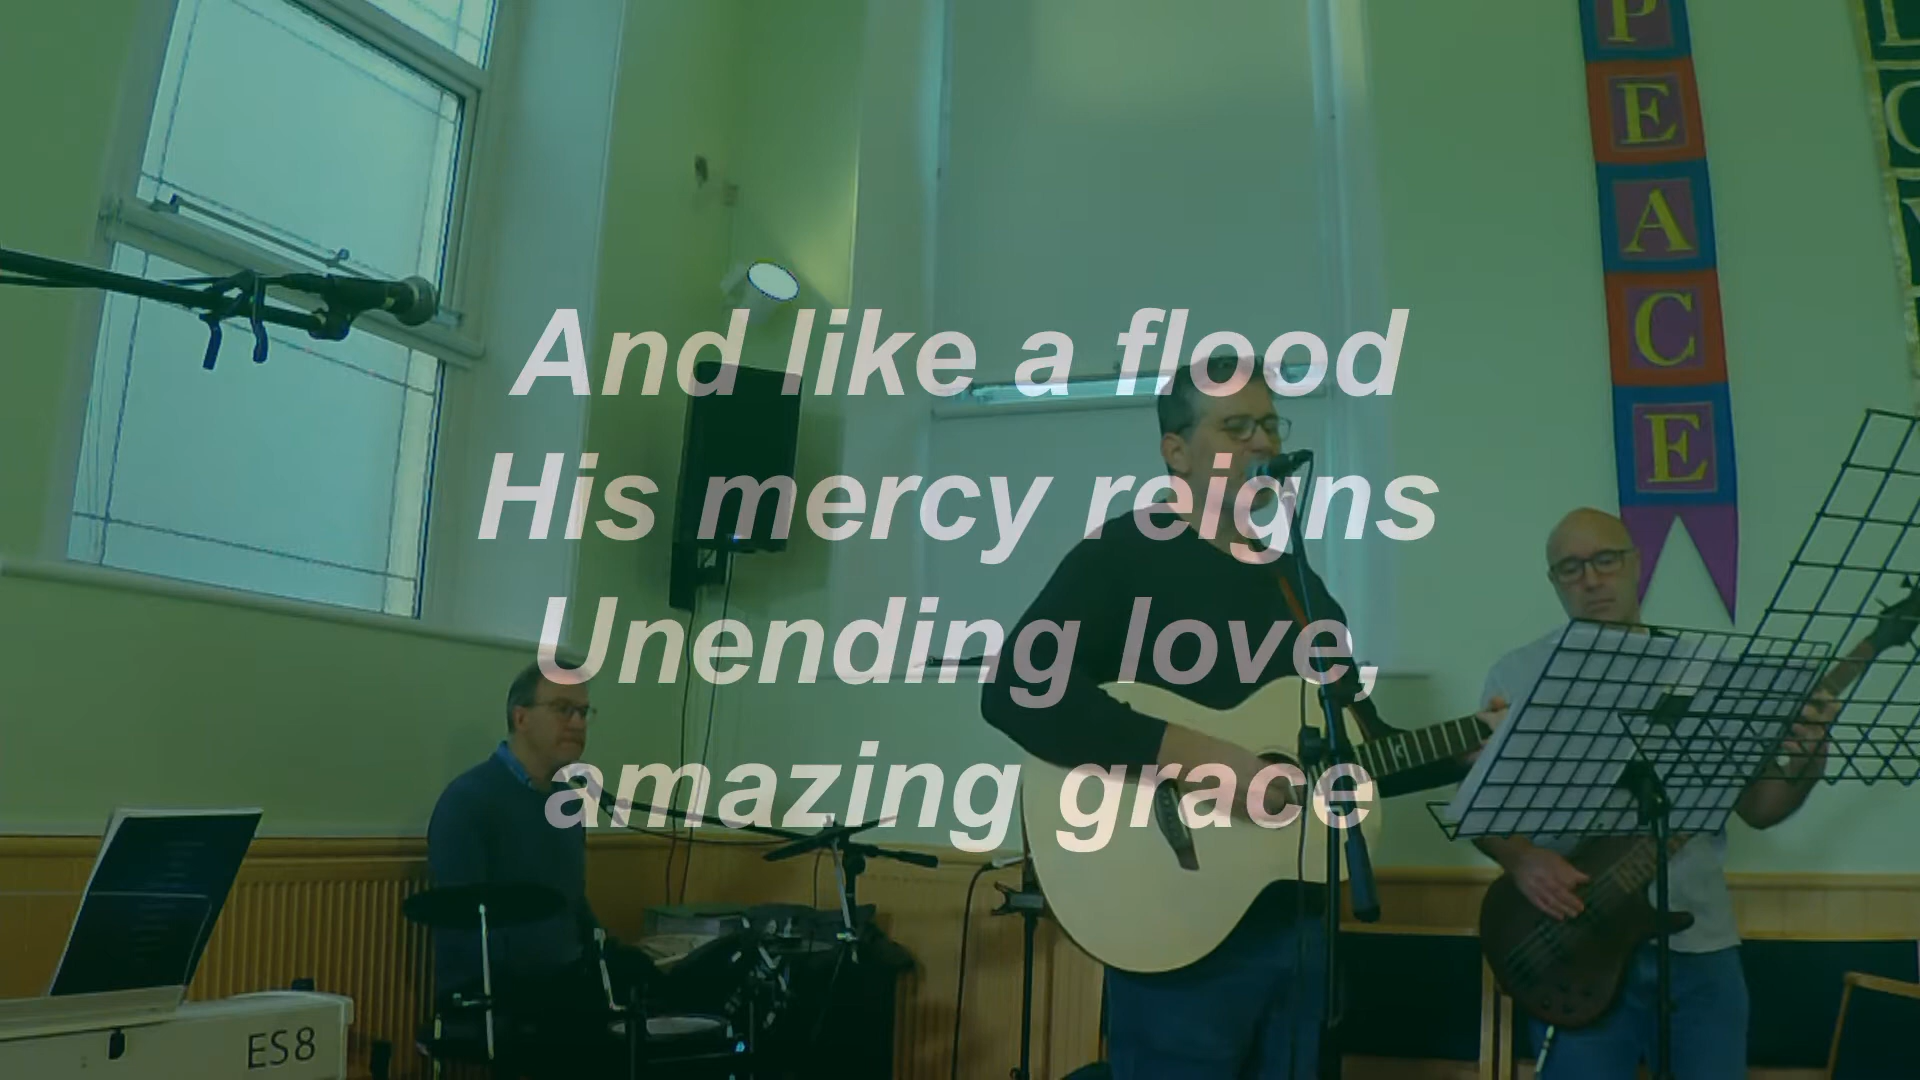 And like a flood
His mercy reigns
Unending love,
amazing grace
PEACE
ES8